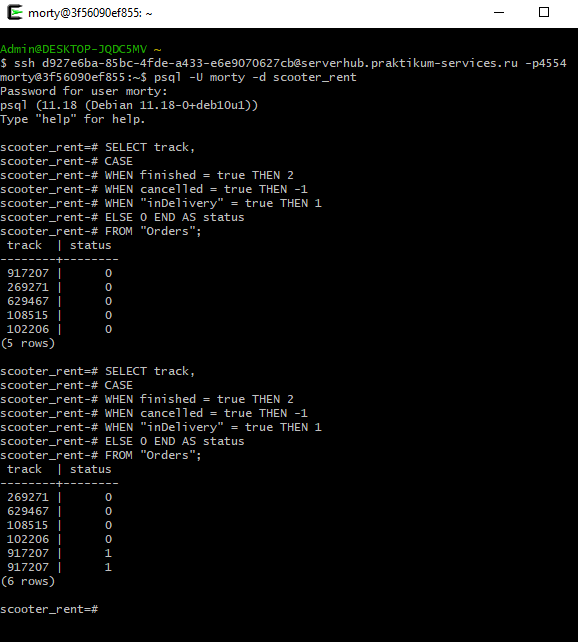 morty@3f56090ef855: ~
Admin@DESKTOP-JQDC5MV ~
$ ssh d927e6ba-85bc-4fde-a433-e6e9070627cb@serverhub.praktikum-services.ru -p4554
morty@3f56090ef855:~$ psql -U morty -d scooter_rent
Password for user morty:
psql (11.18 (Debian 11.18-0+deb10u1))
Type "help" for help.
scooter_rent=# SELECT track,
scooter_rent-# CASE
scooter_rent-# WHEN finished = true THEN 2
scooter_rent-# WHEN cancelled = true THEN -1
scooter_rent-# WHEN "inDelivery" = true THEN 1
scooter_rent-# ELSE 0 END AS status
scooter_rent-# FROM "Orders";
 track  | status
--------+--------
 917207 |      0
 269271 |      0
 629467 |      0
 108515 |      0
 102206 |      0
(5 rows)
scooter_rent=# SELECT track,
scooter_rent-# CASE
scooter_rent-# WHEN finished = true THEN 2
scooter_rent-# WHEN cancelled = true THEN -1
scooter_rent-# WHEN "inDelivery" = true THEN 1
scooter_rent-# ELSE 0 END AS status
scooter_rent-# FROM "Orders";
 track  | status
--------+--------
 269271 |      0
 629467 |      0
 108515 |      0
 102206 |      0
 917207 |      1
 917207 |      1
(6 rows)
scooter_rent=#